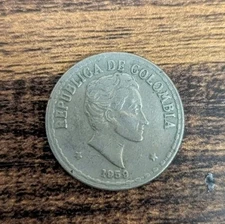 REPUBLICA DE COLOMBIA
1959